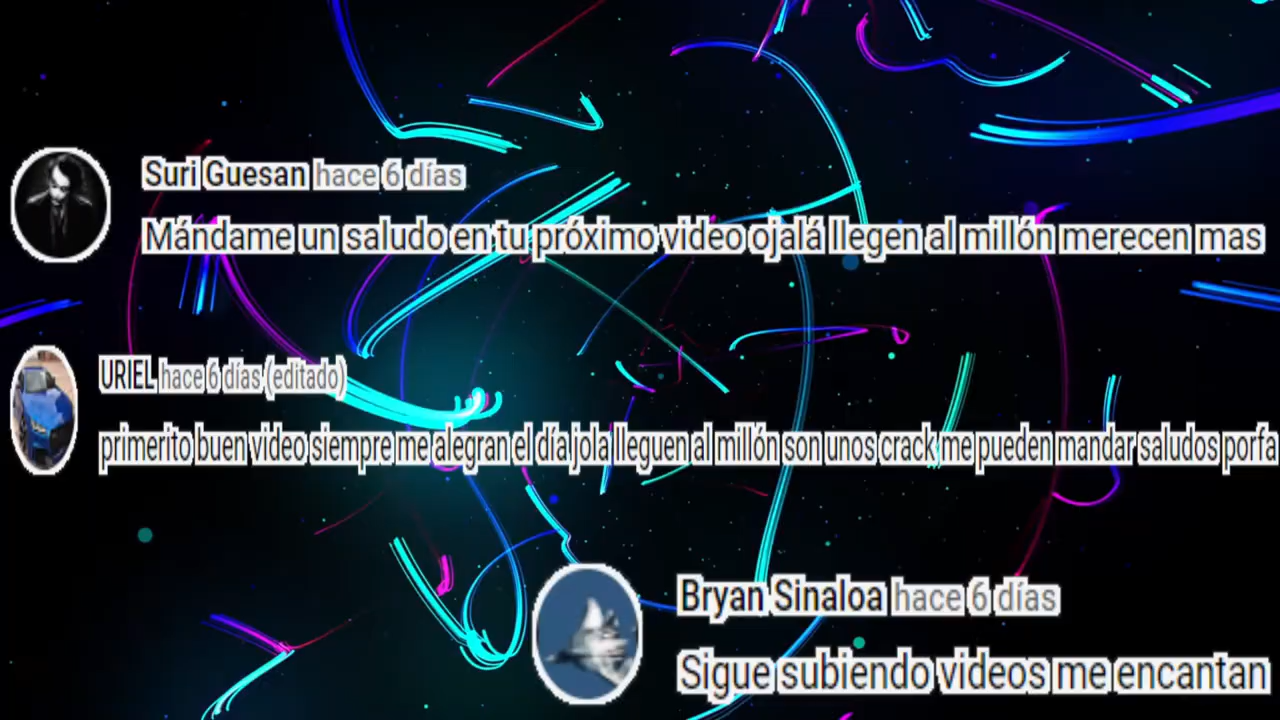 Suri Guesan hace 6 días
Mándame un saludo en tu próximo video ojalá llegen al millón merecen mas
URIEL hace 6 días (editado)
primerito buen video siempre me alegran el día jola lleguen al millón son unos crack me pueden mandar saludos porfa
Bryan Sinaloa hace 6 días
Sigue subiendo videos me encantan